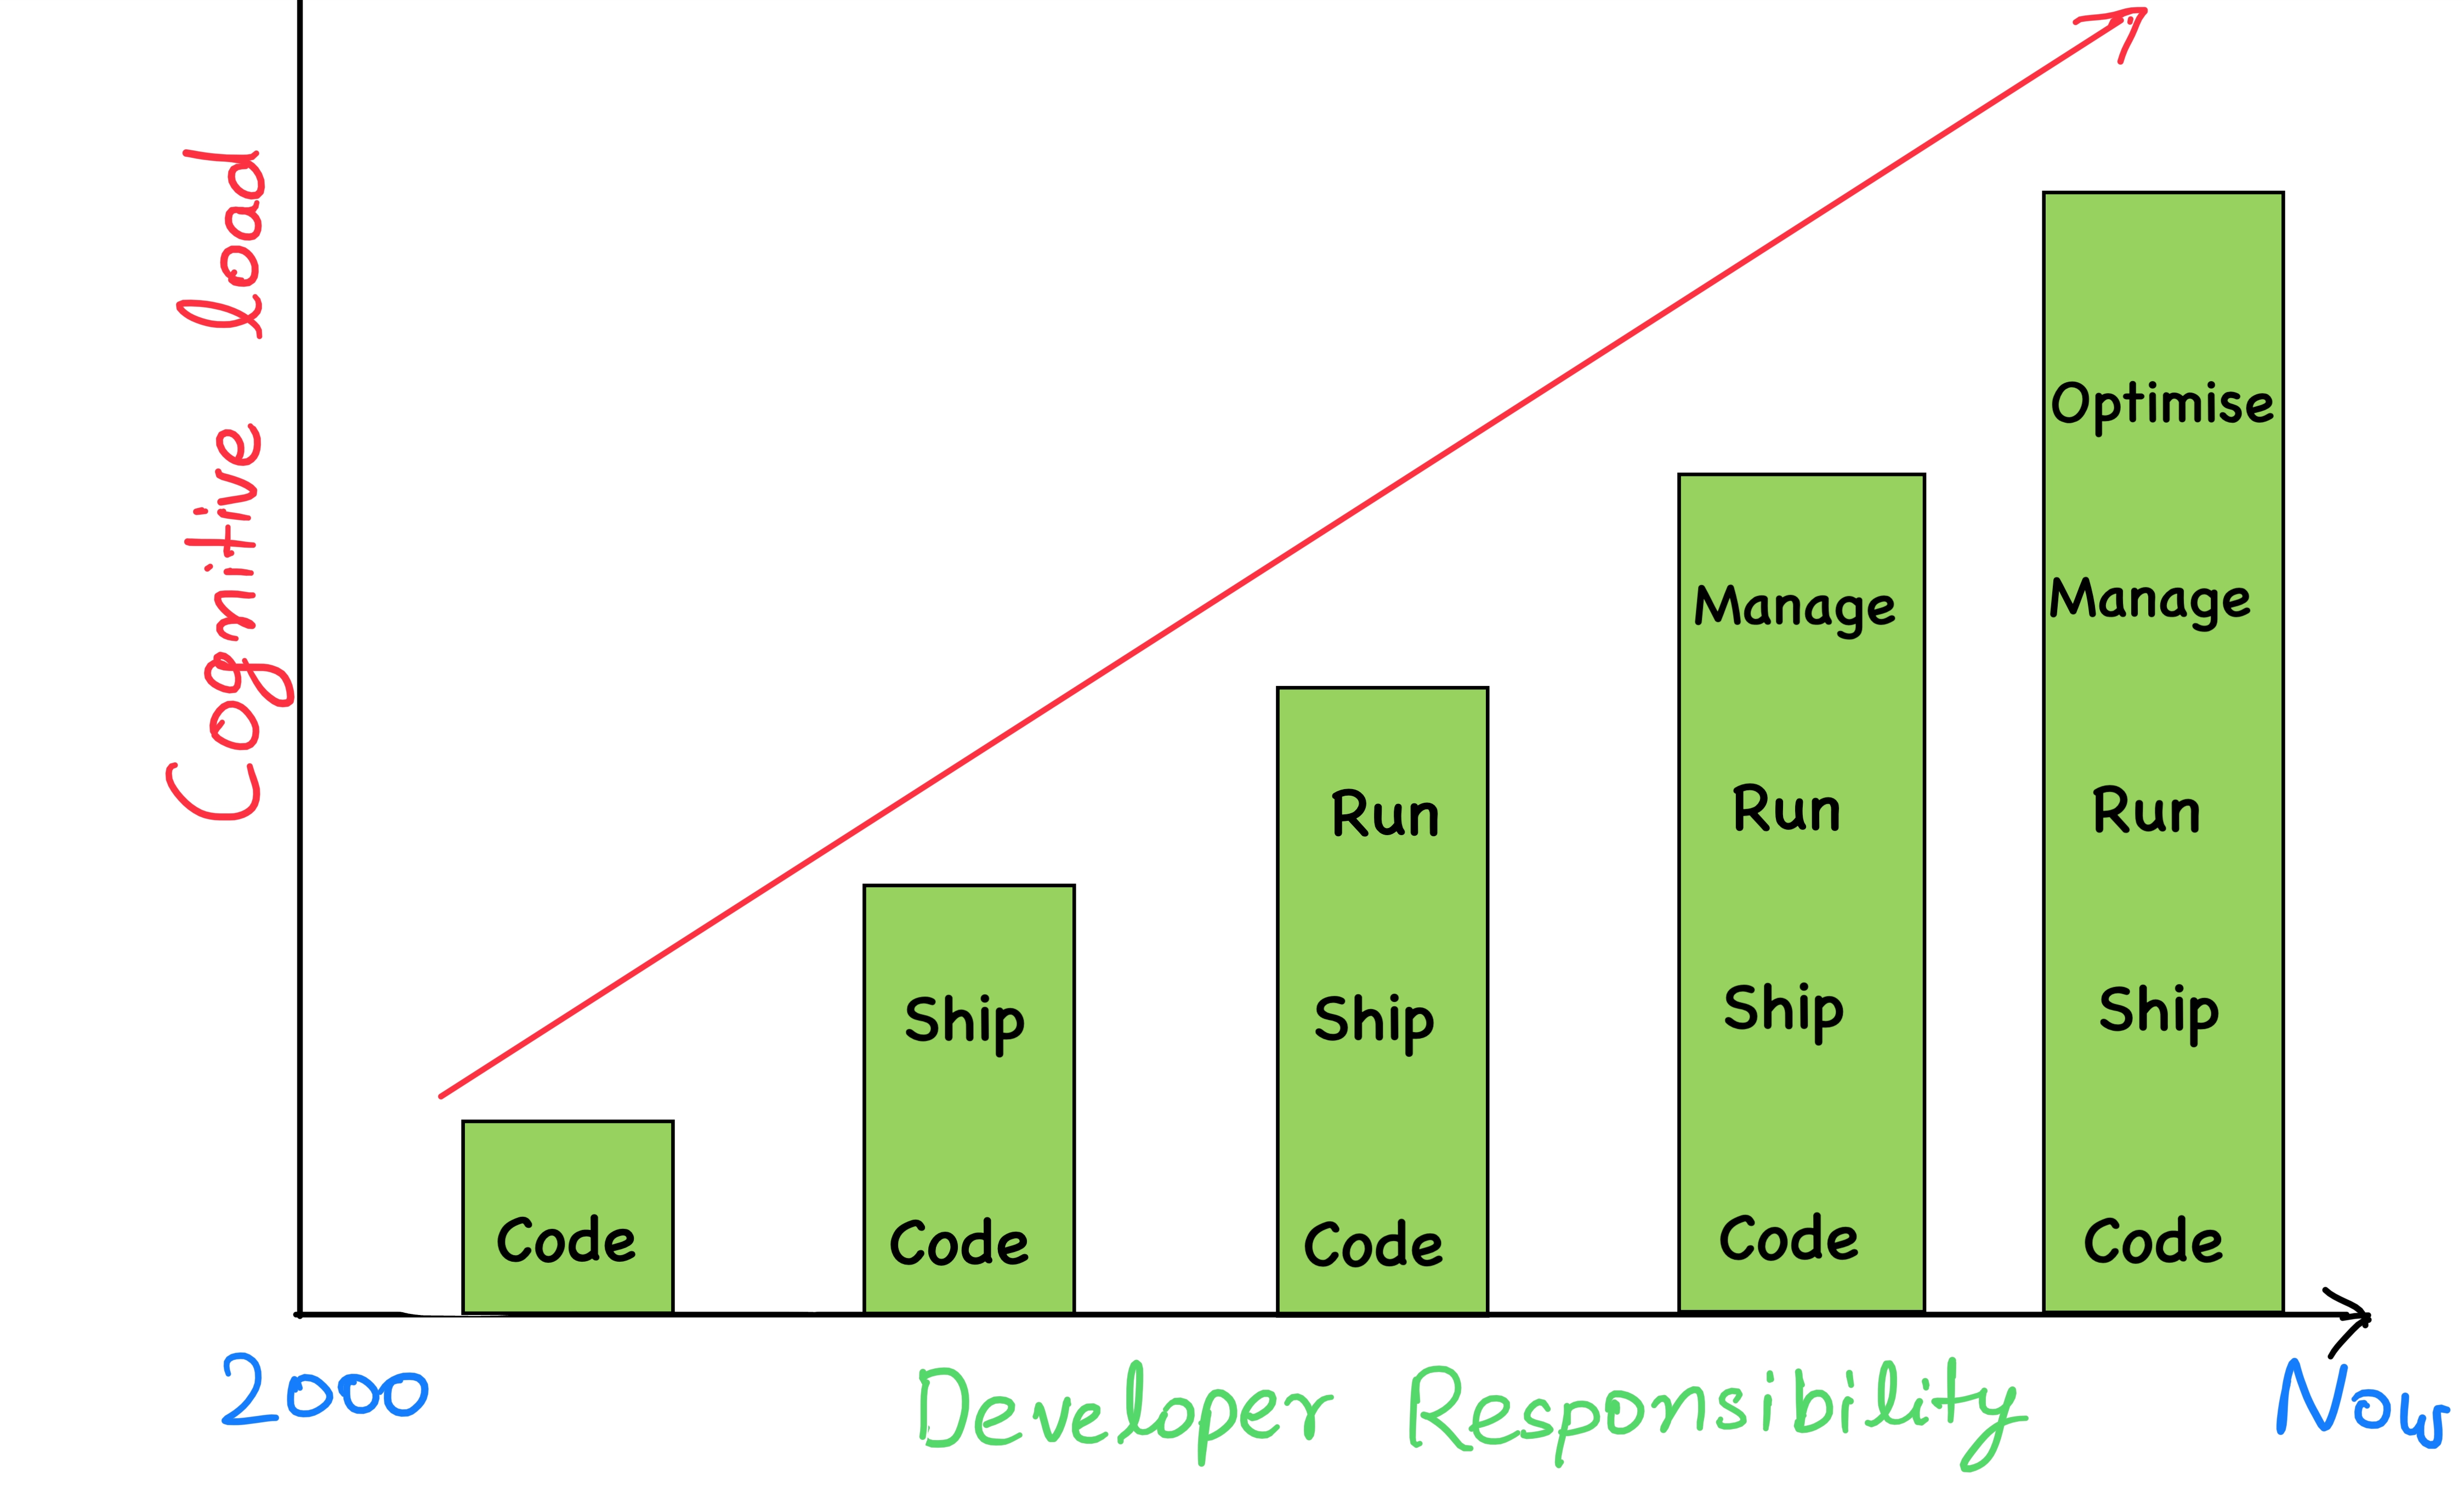 Cognitive load
Code
Ship
Code
Run
Ship
Code
Manage
Run
Ship
Code
Optimise
Manage
Run
Ship
Code
2000
Developer Responsibility
Now